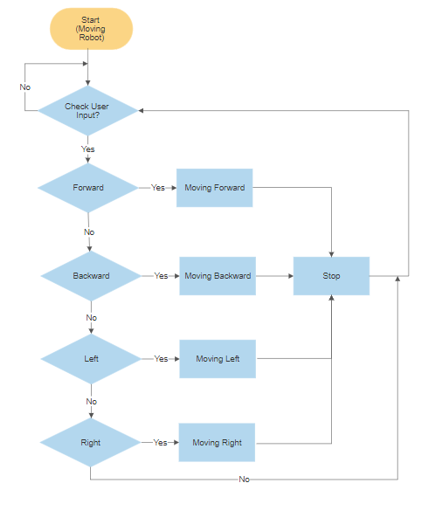 Start
(Moving
Robot)
No
Check User
Input?
Yes
Forward
Yes
Moving Forward
No
Backward
Yes
Moving Backward
Stop
No
Left
Yes
Moving Left
No
Right
Yes
Moving Right
No